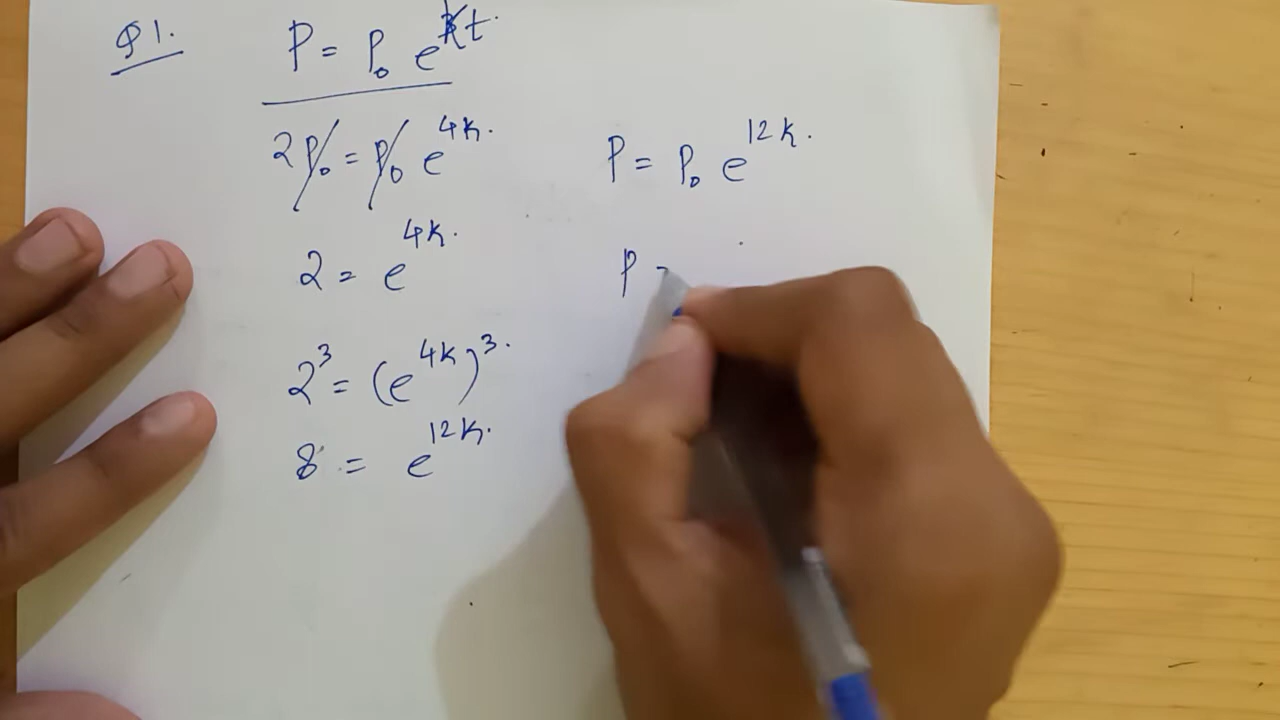 Q1.
P = P₀ e^{kt}.
2P₀ = P₀ e^{4k}.
2 = e^{4k}.
2³ = (e^{4k})³.
8 = e^{12k}.
P = P₀ e^{12k}.
P =